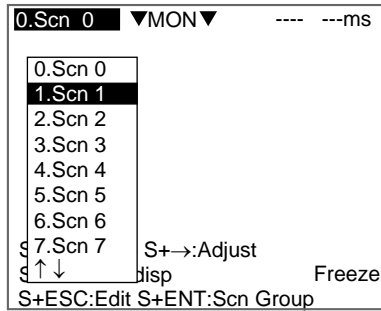 0.Scn 0 ▼MON▼ ---- ---ms
0.Scn 0
1.Scn 1
2.Scn 2
3.Scn 3
4.Scn 4
5.Scn 5
6.Scn 6
7.Scn 7
↑↓
S+→:Adjust
disp Freeze
S+ESC:Edit S+ENT:Scn Group